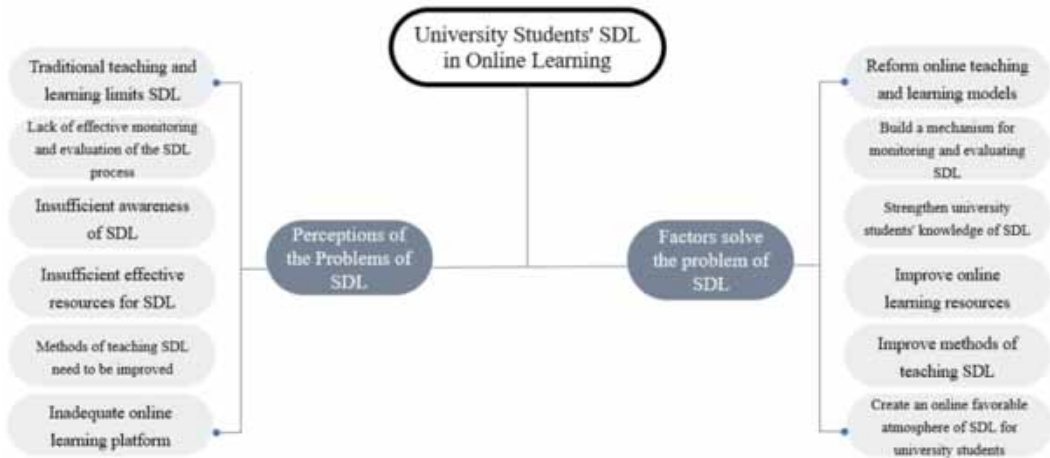 University Students' SDL
in Online Learning
Traditional teaching and
learning limits SDL
Lack of effective monitoring
and evaluation of the SDL
process
Insufficient awareness
of SDL
Insufficient effective
resources for SDL
Methods of teaching SDL
need to be improved
Inadequate online
learning platform
Perceptions of
the Problems of
SDL
Factors solve
the problem of
SDL
Reform online teaching
and learning models
Build a mechanism for
monitoring and evaluating
SDL
Strengthen university
students' knowledge of SDL
Improve online
learning resources
Improve methods of
teaching SDL
Create an online favorable
atmosphere of SDL for
university students